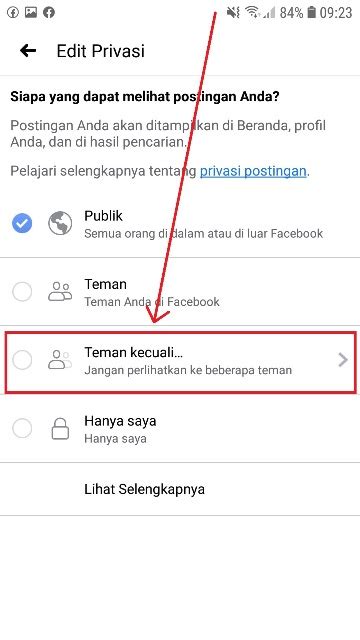 84% 09:23
Edit Privasi
Siapa yang dapat melihat postingan Anda?
Postingan Anda akan ditampilkan di Beranda, profil
Anda, dan di hasil pencarian.
Pelajari selengkapnya tentang privasi postingan.
Publik
Semua orang di dalam atau di luar Facebook
Teman
Teman Anda di Facebook
Teman kecuali...
Jangan perlihatkan ke beberapa teman
Hanya saya
Hanya saya
Lihat Selengkapnya